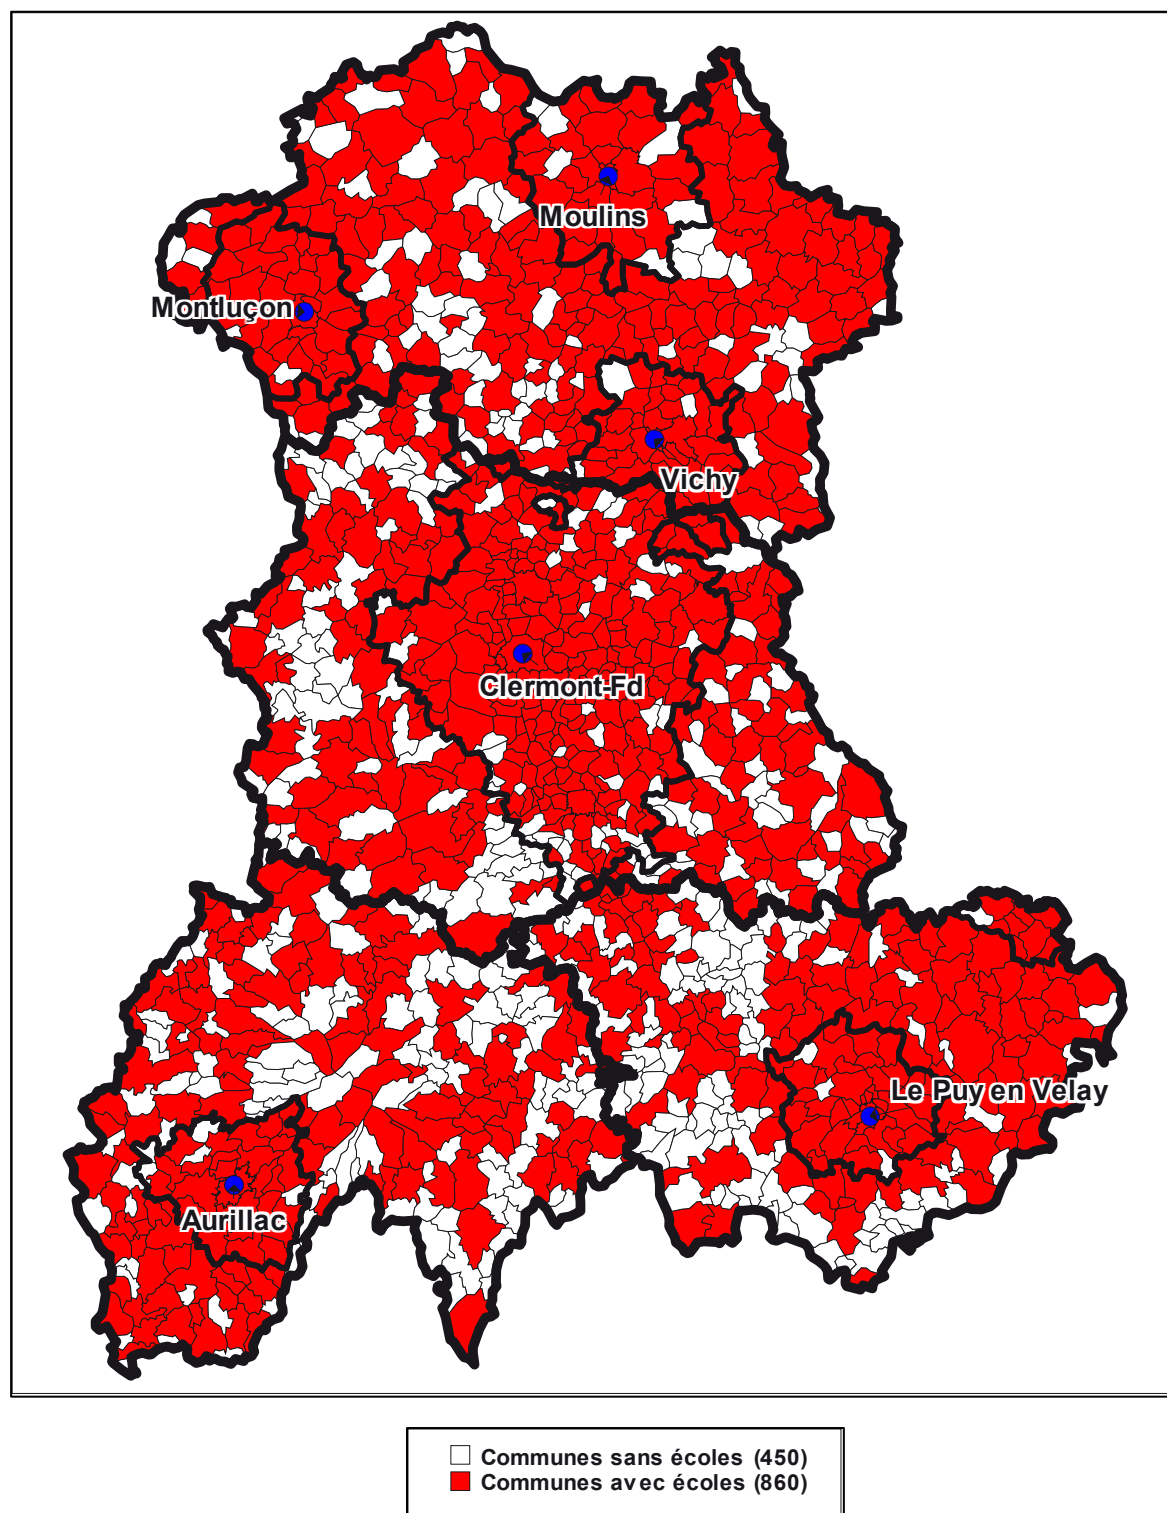 Moulins
Montluçon
Vichy
Clermont-Fd
Le Puy en Velay
Aurillac
Communes sans écoles (450)
Communes avec écoles (860)